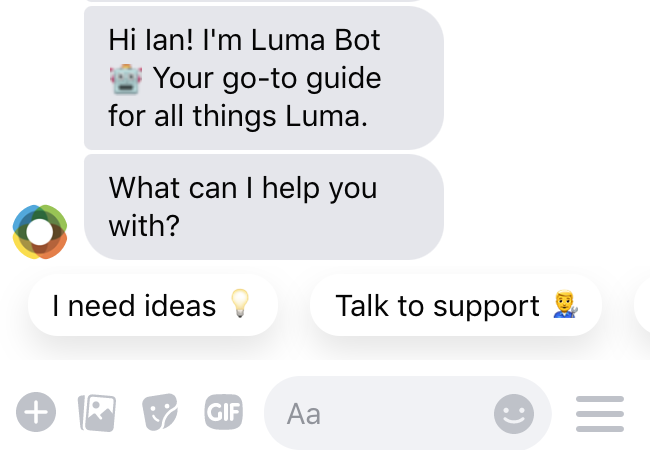 Hi Ian! I'm Luma Bot
🤖 Your go-to guide
for all things Luma.
What can I help you
with?
I need ideas 💡
Talk to support 👨‍🎤
GIF
Aa